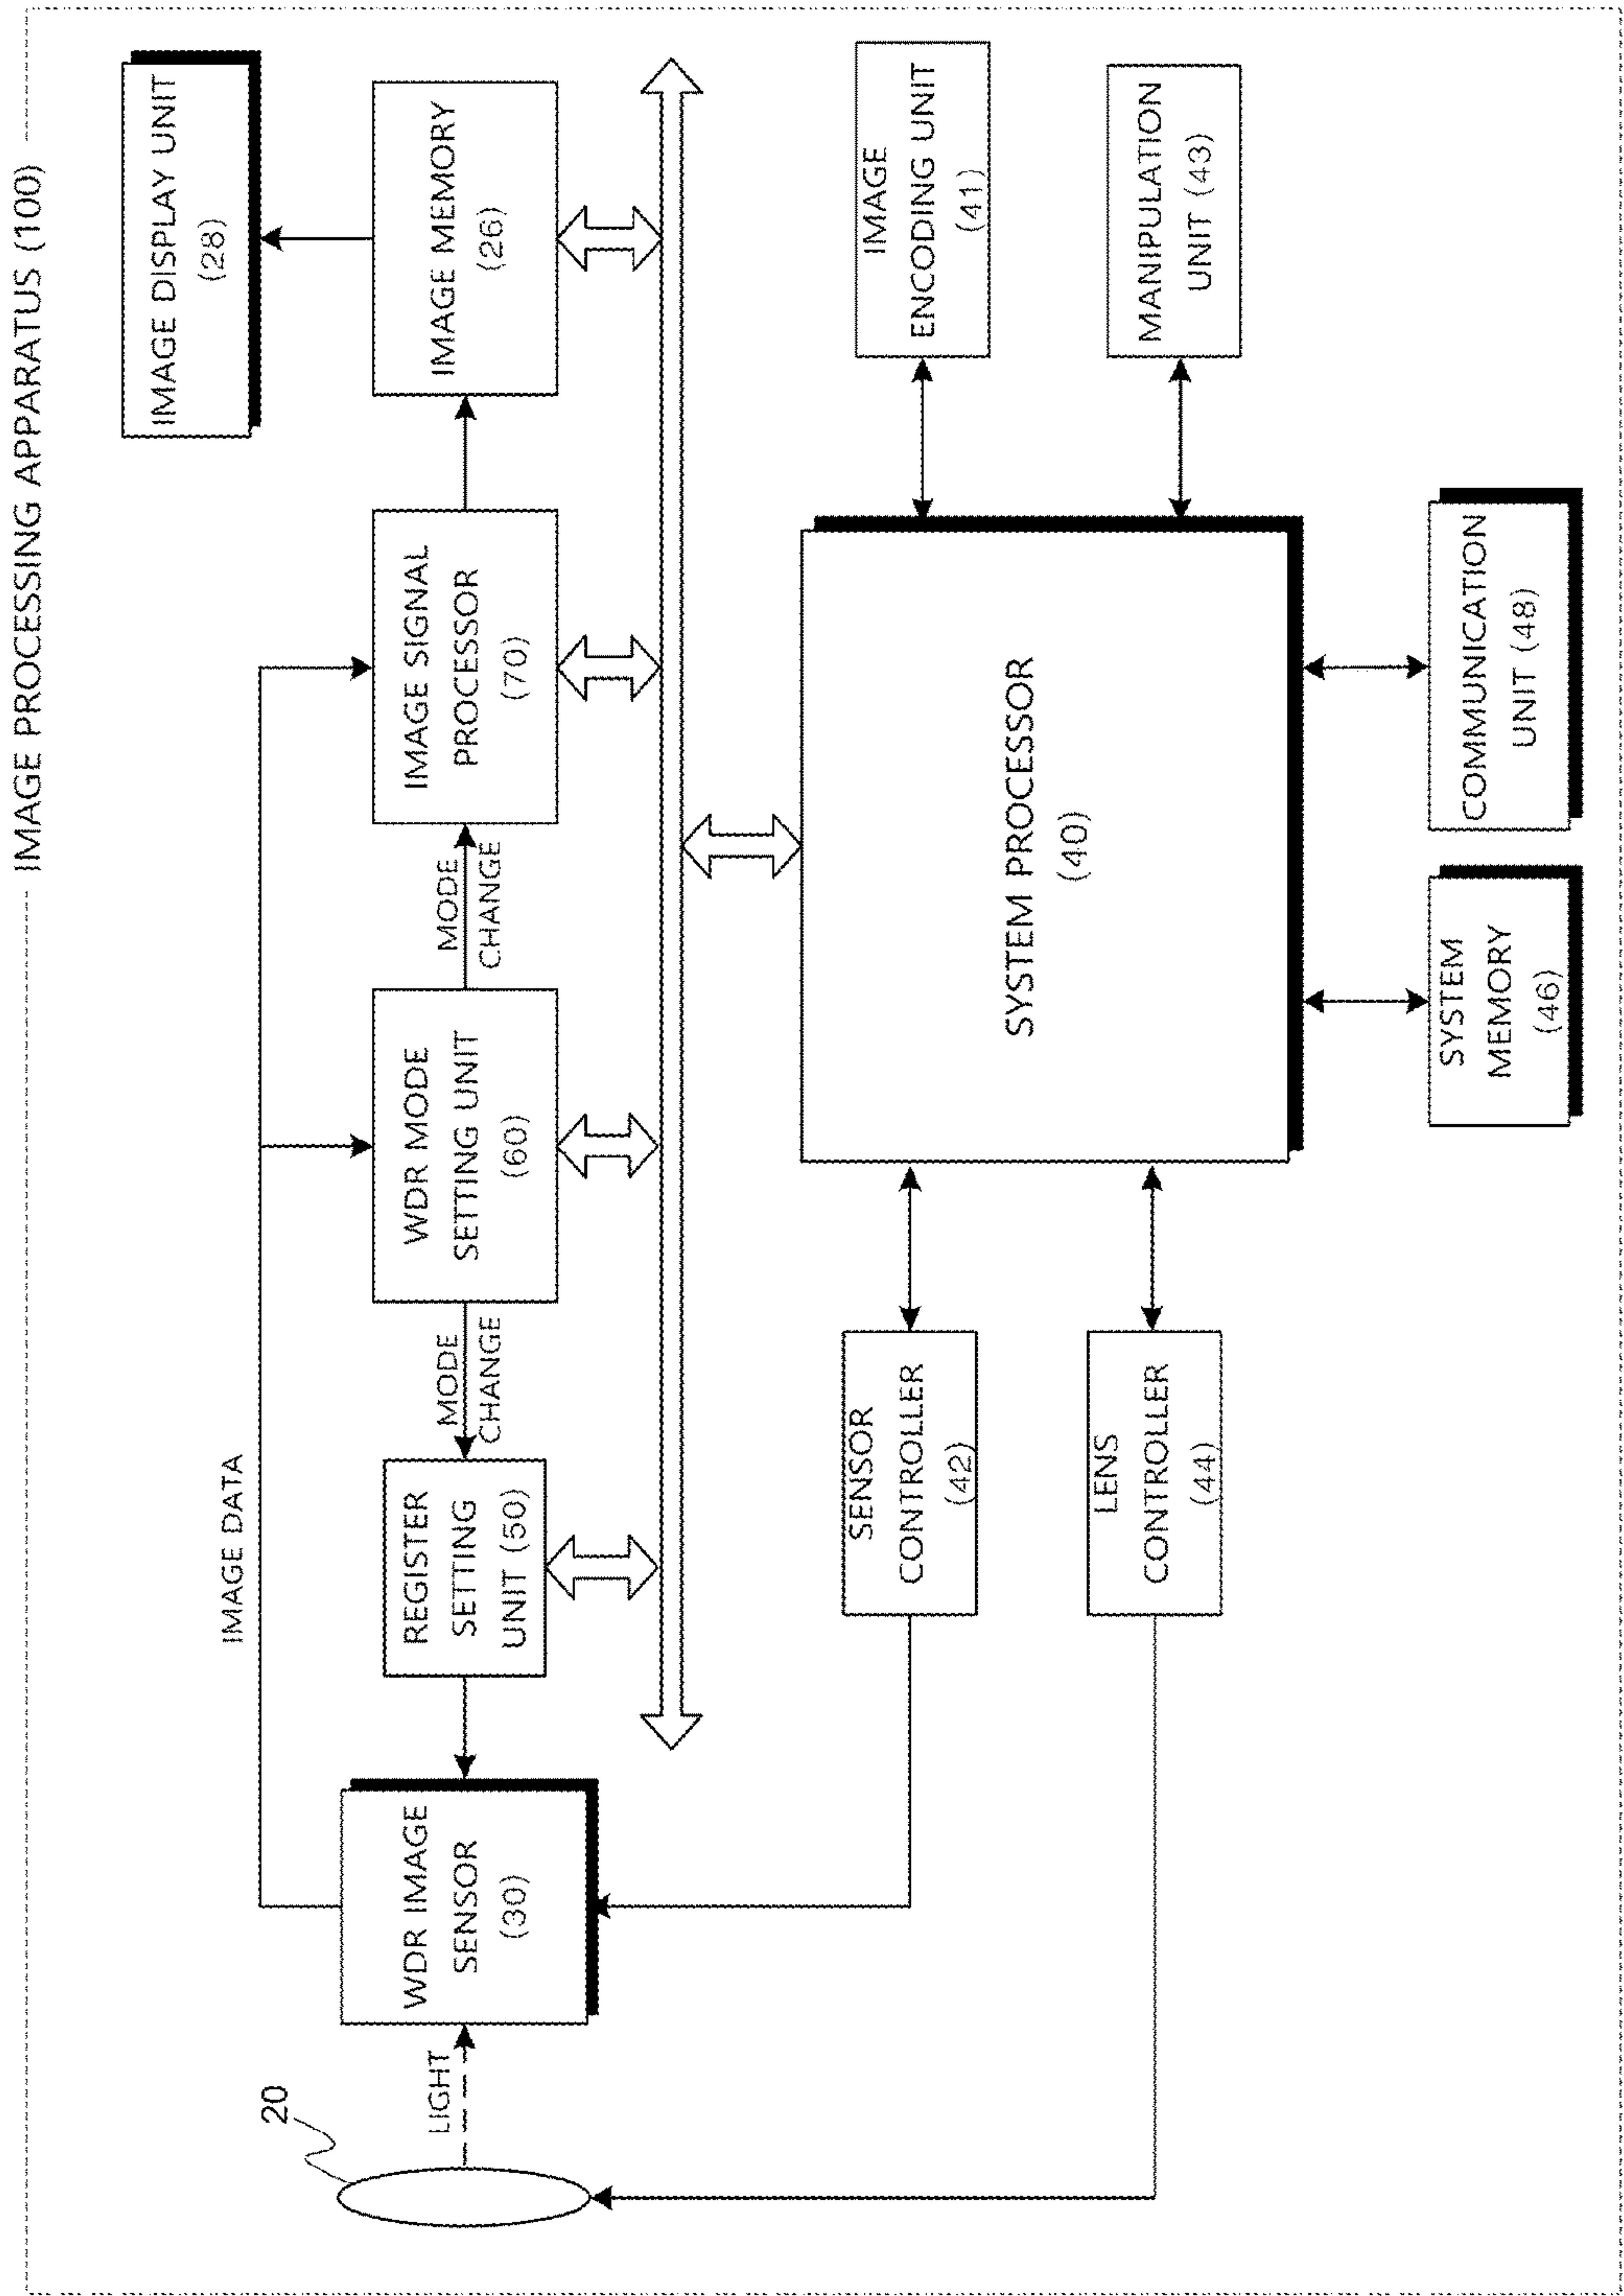 IMAGE PROCESSING APPARATUS (100)
IMAGE DATA
IMAGE DISPLAY UNIT
(28)
20
LIGHT
WDR IMAGE
SENSOR
(30)
REGISTER
SETTING
UNIT (50)
MODE
CHANGE
WDR MODE
SETTING UNIT
(60)
MODE
CHANGE
IMAGE SIGNAL
PROCESSOR
(70)
IMAGE MEMORY
(26)
SENSOR
CONTROLLER
(42)
LENS
CONTROLLER
(44)
SYSTEM PROCESSOR
(40)
IMAGE
ENCODING UNIT
(41)
MANIPULATION
UNIT (43)
SYSTEM
MEMORY
(46)
COMMUNICATION
UNIT (48)